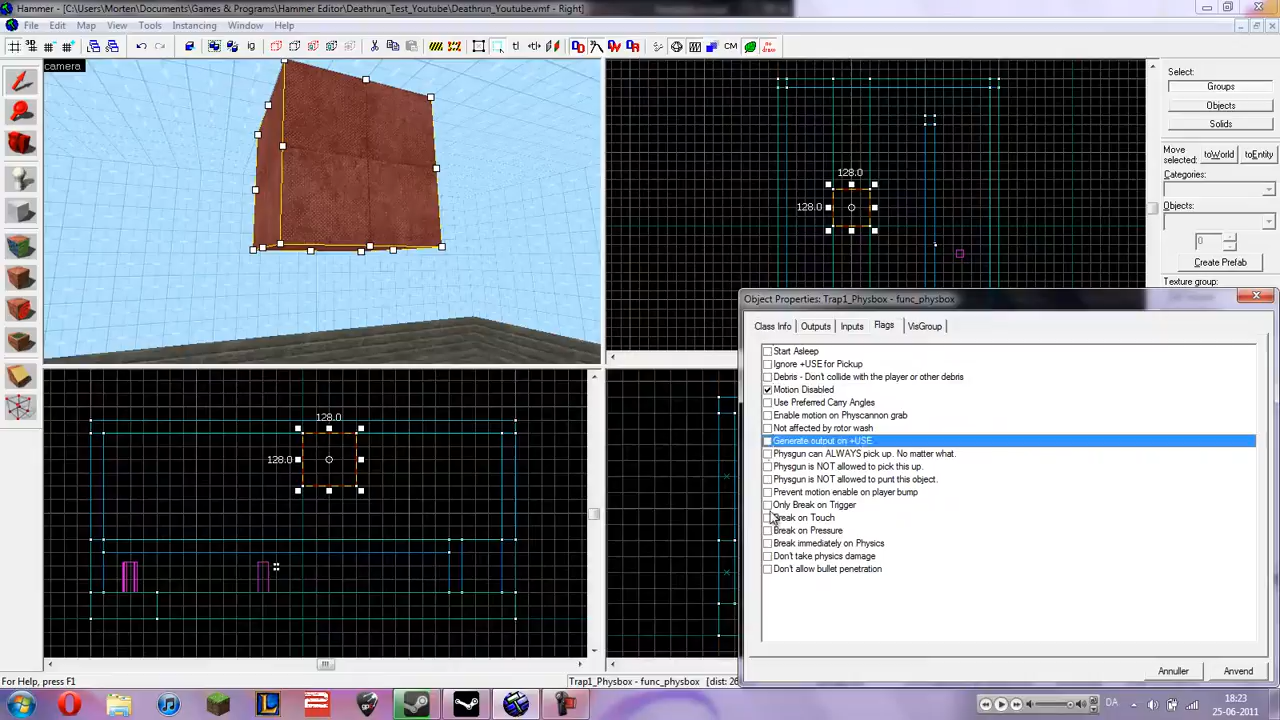 Hammer - [C:\Users\Morten\Documents\Games & Programs\Hammer Editor\Deathrun_Test_Youtube\Deathrun_Youtube.vmf - Right]
File Edit Map View Tools Instancing Window Help
CM
camera
128.0
128.0
128.0
128.0
Select:
Groups
Objects
Solids
Move selected:
toWorld
toEntity
Categories:
Objects:
0
Create Prefab
Texture group:
Object Properties: Trap1_Physbox - func_physbox
Class Info Outputs Inputs Flags VisGroup
Start Asleep
Ignore +USE for Pickup
Debris - Don't collide with the player or other debris
Motion Disabled
Use Preferred Carry Angles
Enable motion on Physcannon grab
Not affected by rotor wash
Generate output on +USE.
Physgun can ALWAYS pick up. No matter what.
Physgun is NOT allowed to pick this up.
Physgun is NOT allowed to punt this object.
Prevent motion enable on player bump
Only Break on Trigger
Break on Touch
Break on Pressure
Break immediately on Physics
Don't take physics damage
Don't allow bullet penetration
Annuller Anvend
For Help, press F1
Trap1_Physbox - func_physbox
[dist: 26
DA
18:23
25-06-2011